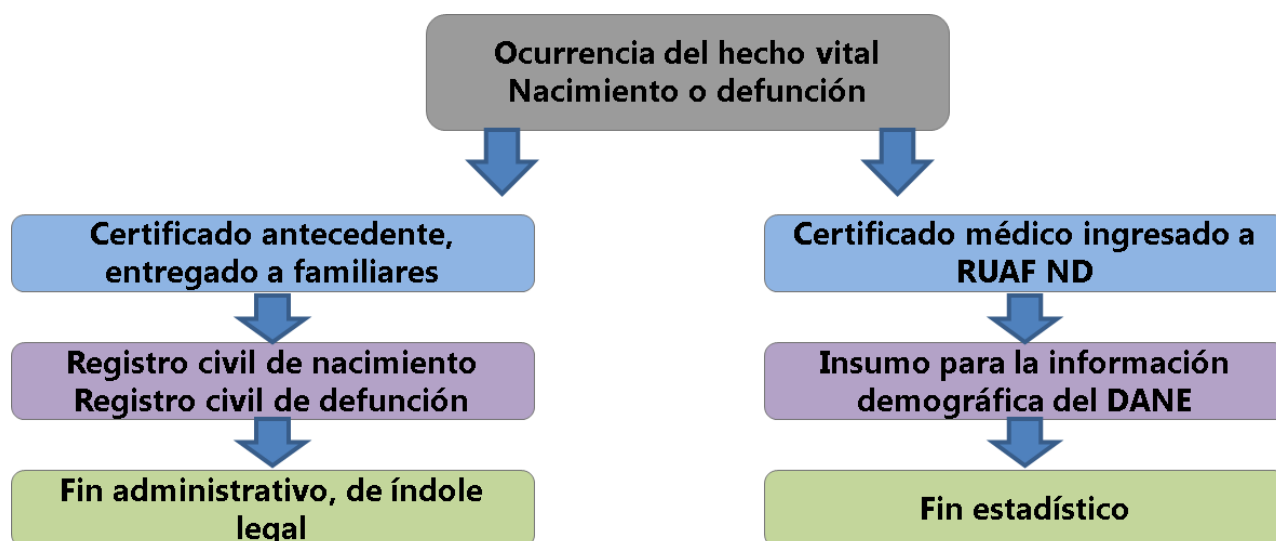 Ocurrencia del hecho vital
Nacimiento o defunción
Certificado antecedente,
entregado a familiares
Registro civil de nacimiento
Registro civil de defunción
Fin administrativo, de índole
legal
Certificado médico ingresado a
RUAF ND
Insumo para la información
demográfica del DANE
Fin estadístico